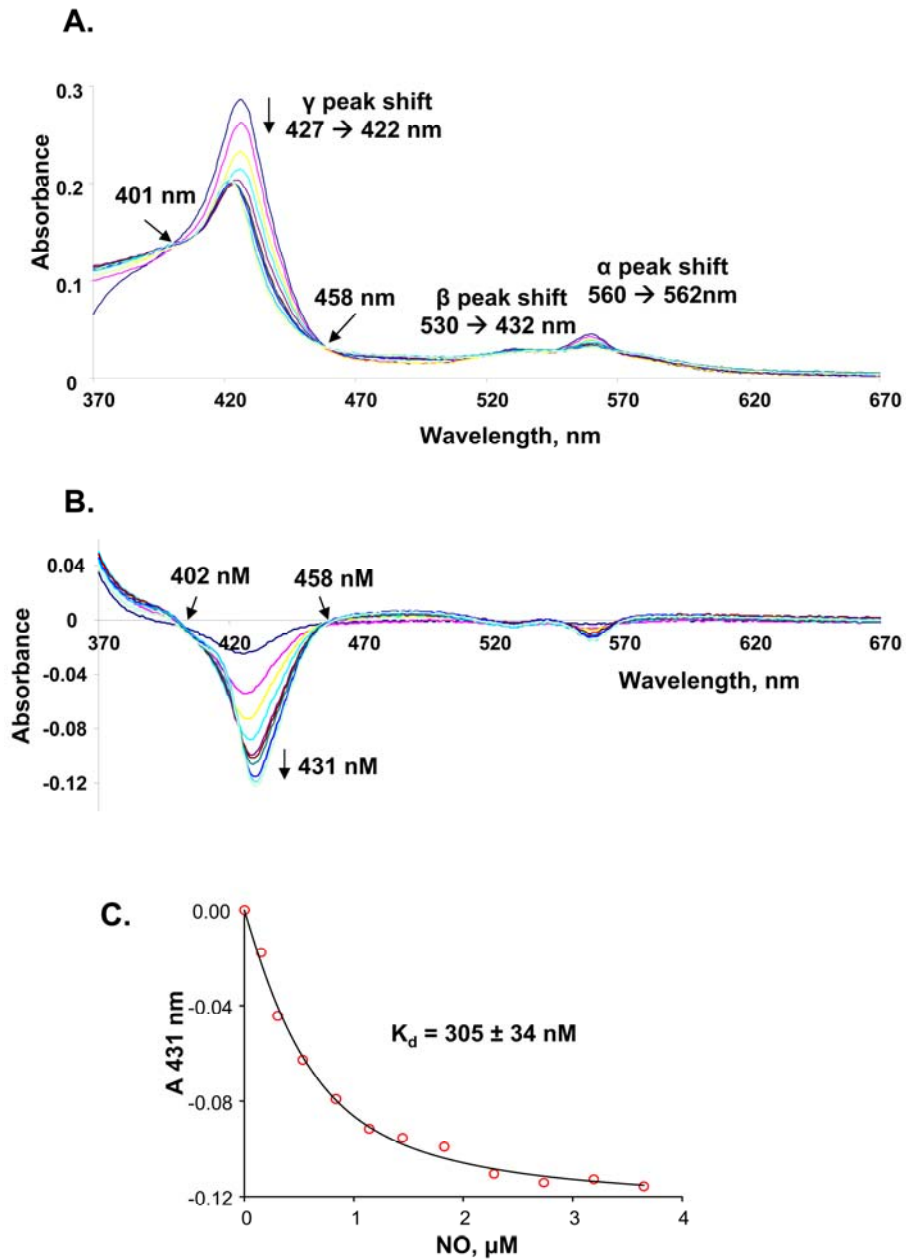 A.
0.3
γ peak shift
427 → 422 nm
0.2
401 nm
Absorbance
0.1
458 nm
β peak shift
530 → 432 nm
α peak shift
560 → 562nm
0
370 420 470 520 570 620 670
Wavelength, nm
B.
0.04
402 nM 458 nM
0
370 420 470 520 570 620 670
Absorbance
Wavelength, nm
-0.04
-0.08
431 nM
-0.12
C.
0.00
-0.04
A 431 nm
Kd = 305 ± 34 nM
-0.08
-0.12
0 1 2 3 4
NO, µM